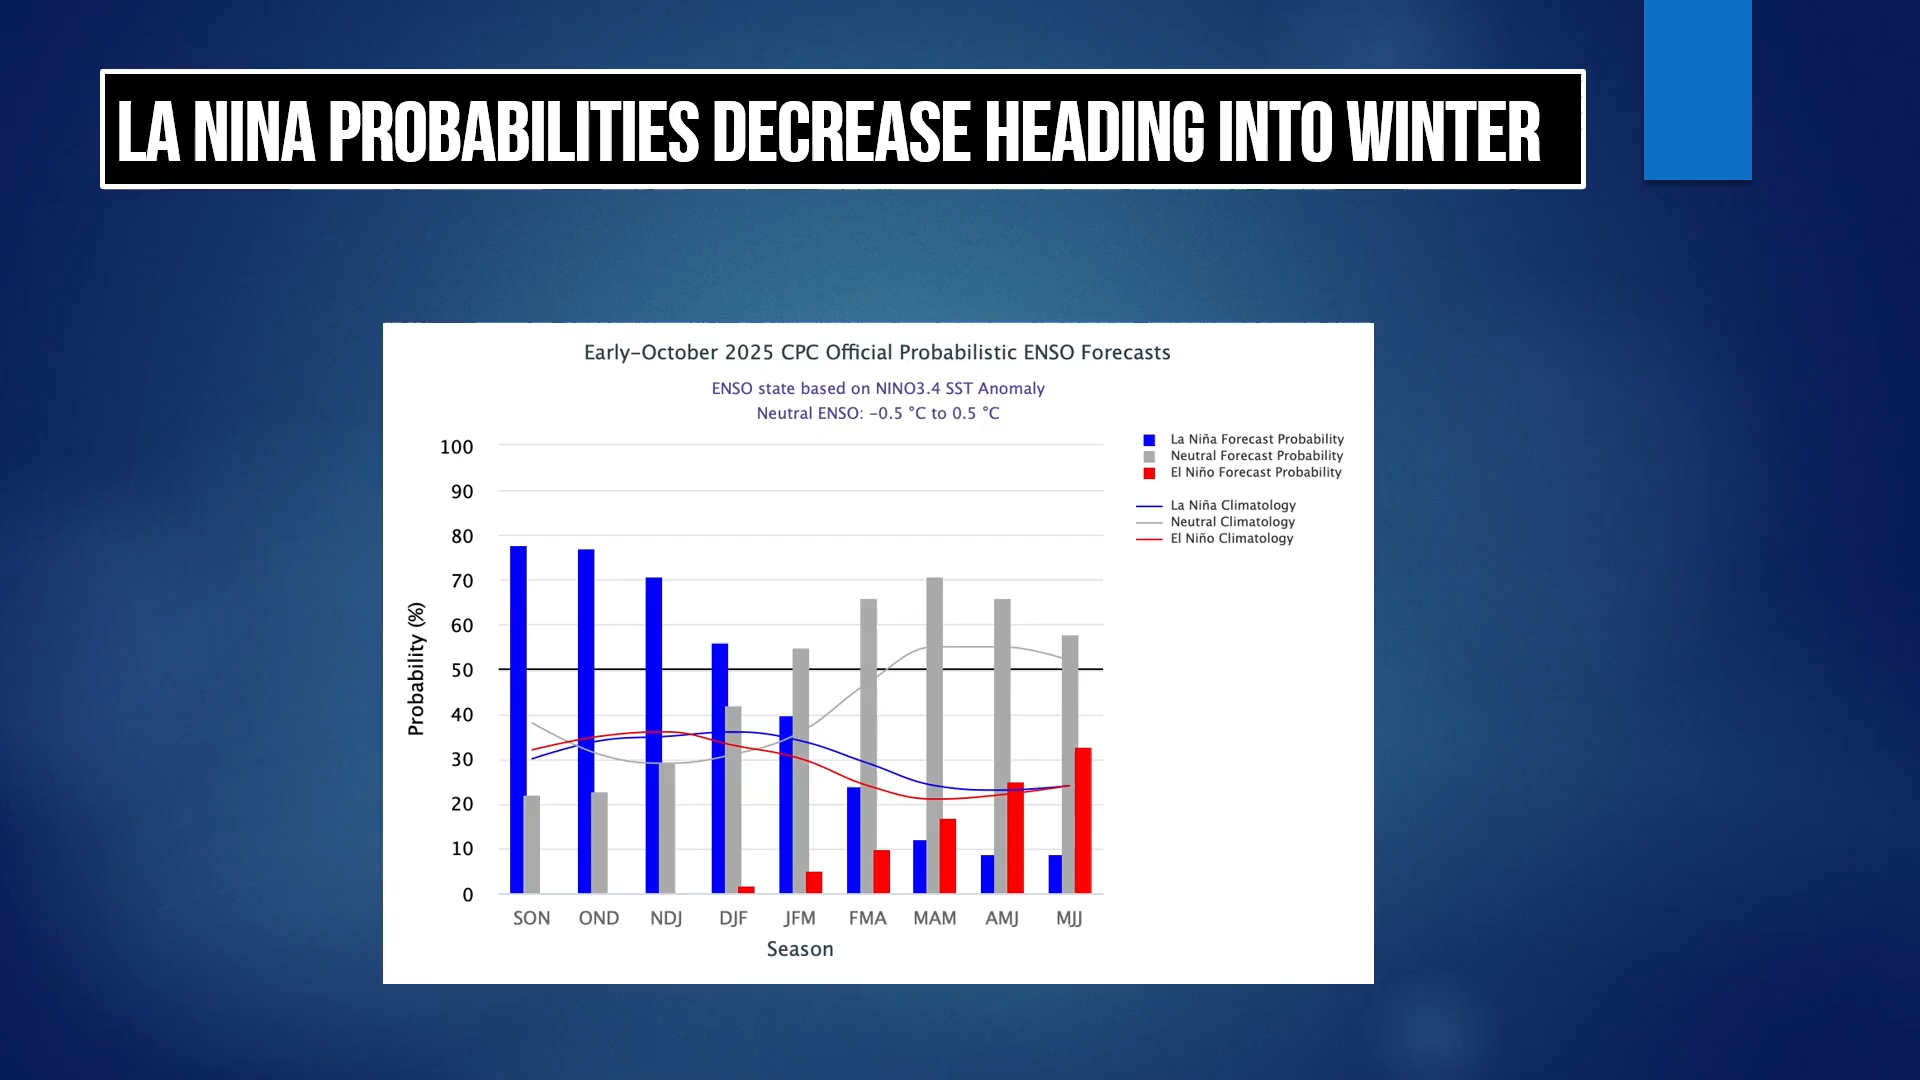 LA NINA PROBABILITIES DECREASE HEADING INTO WINTER
Early-October 2025 CPC Official Probabilistic ENSO Forecasts
ENSO state based on NINO3.4 SST Anomaly
Neutral ENSO: -0.5 °C to 0.5 °C
La Niña Forecast Probability
Neutral Forecast Probability
El Niño Forecast Probability
La Niña Climatology
Neutral Climatology
El Niño Climatology
Probability (%)
100
90
80
70
60
50
40
30
20
10
0
SON OND NDJ DJF JFM FMA MAM AMJ MJJ
Season